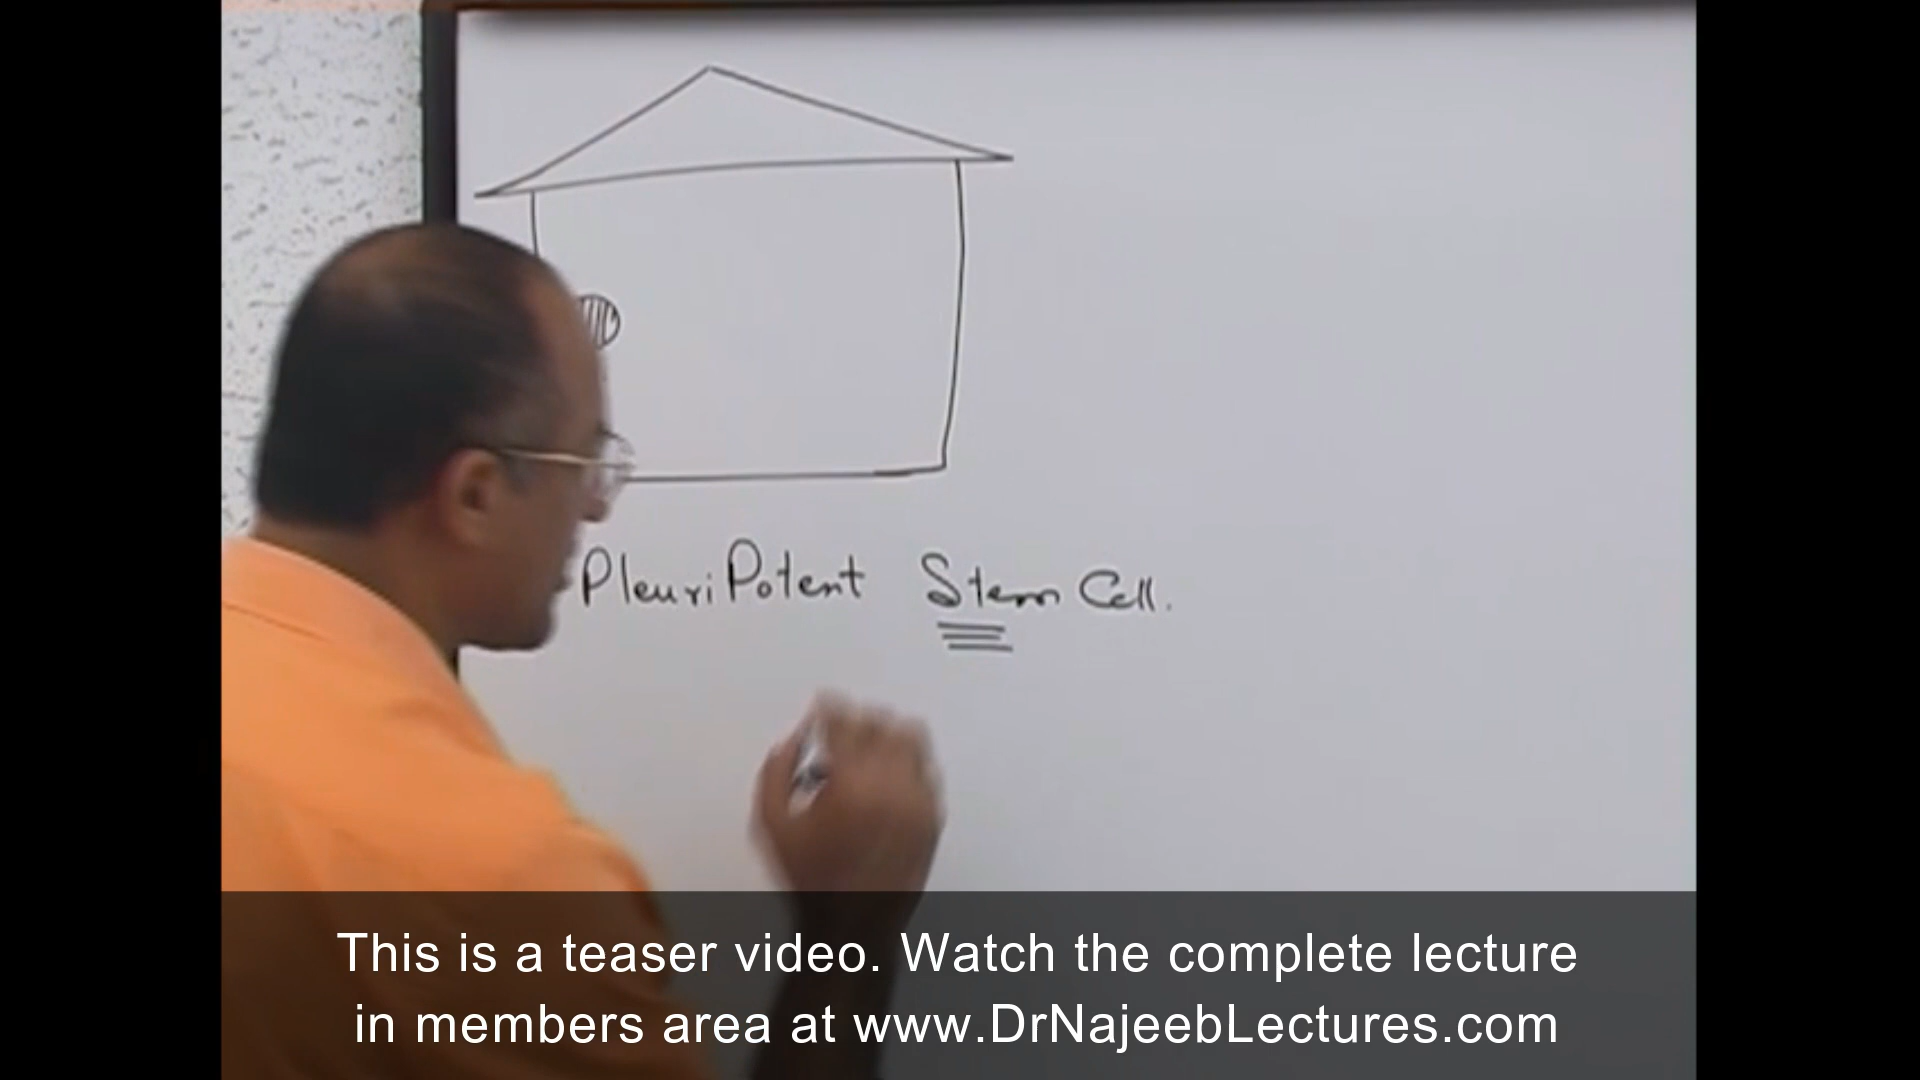 PleuriPotent Stem Cell.
This is a teaser video. Watch the complete lecture
in members area at www.DrNajeebLectures.com